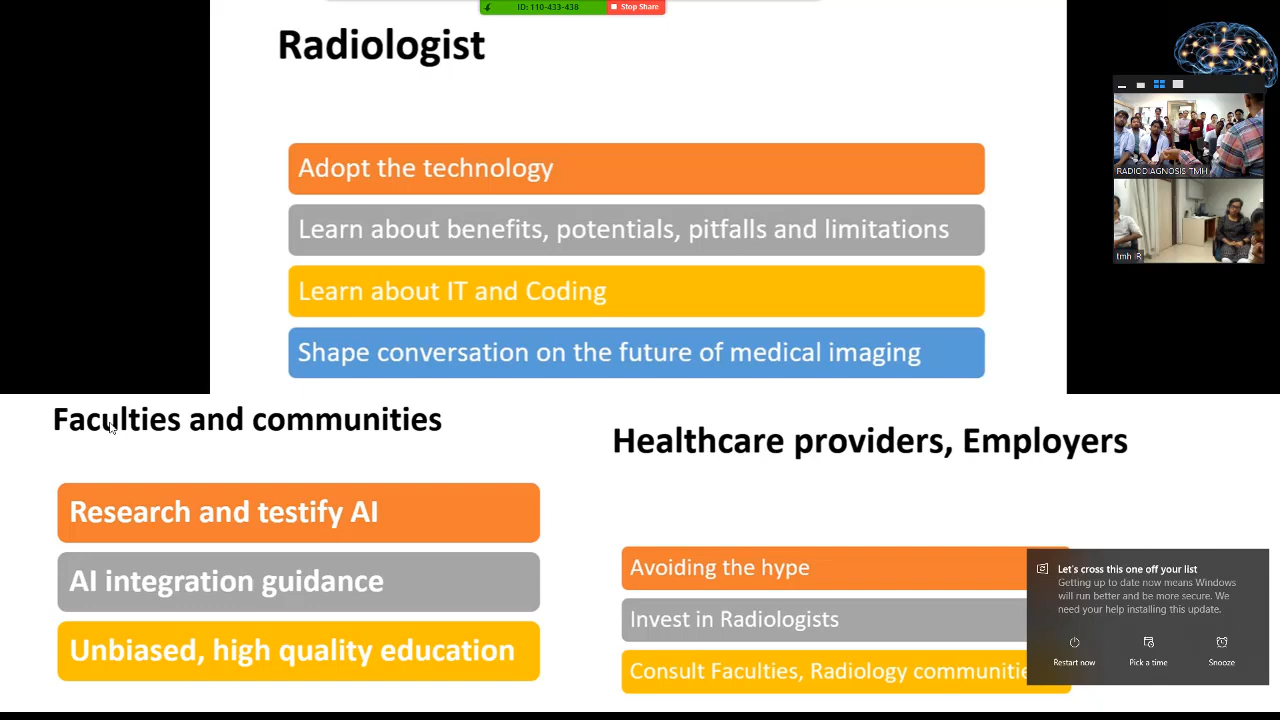 ID: 110-433-438
Stop Share
Radiologist
Adopt the technology
Learn about benefits, potentials, pitfalls and limitations
Learn about IT and Coding
Shape conversation on the future of medical imaging
RADIODIAGNOSIS TMH
tmh IR
Faculties and communities
Research and testify AI
AI integration guidance
Unbiased, high quality education
Healthcare providers, Employers
Avoiding the hype
Invest in Radiologists
Consult Faculties, Radiology communitie
Let's cross this one off your list
Getting up to date now means Windows
will run better and be more secure. We
need your help installing this update.
Restart now
Pick a time
Snooze